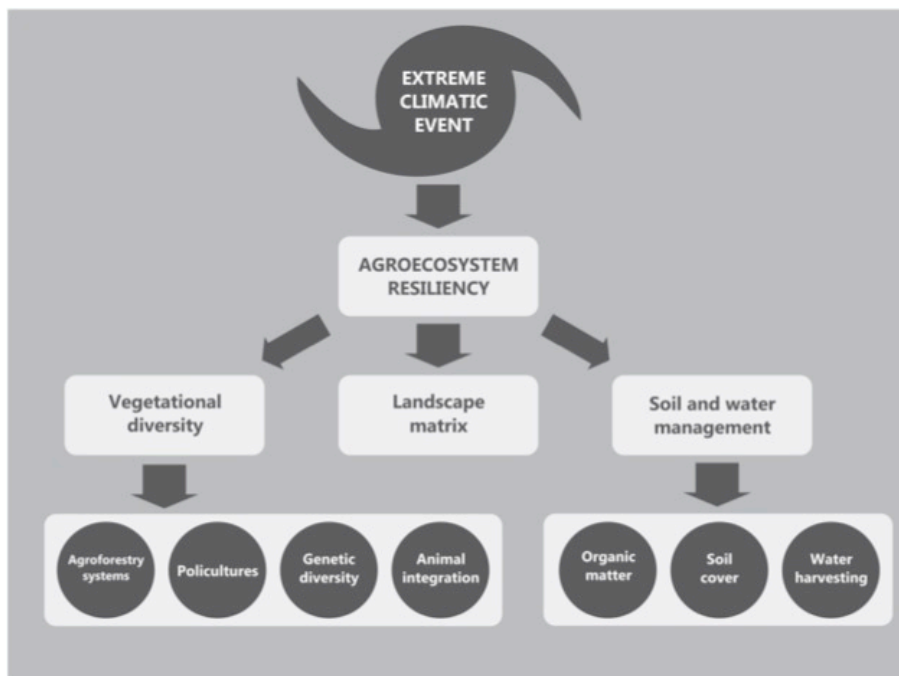 EXTREME
CLIMATIC
EVENT
AGROECOSYSTEM
RESILIENCY
Vegetational
diversity
Landscape
matrix
Soil and water
management
Agroforestry
systems
Policultures
Genetic
diversity
Animal
integration
Organic
matter
Soil
cover
Water
harvesting